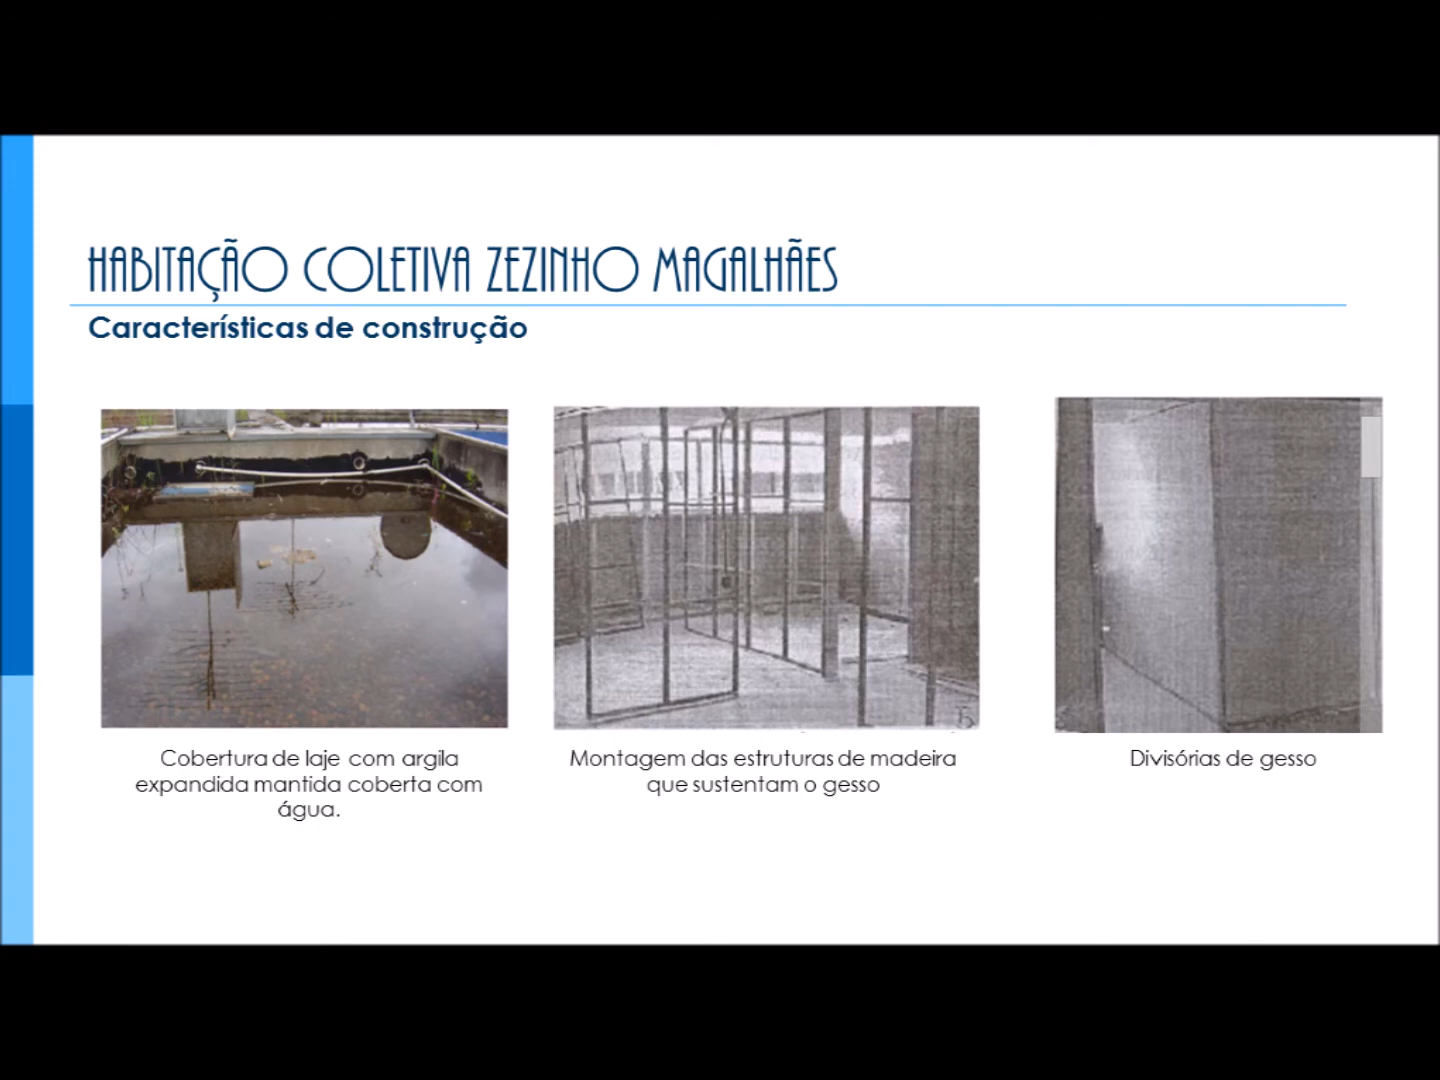 HABITAÇÃO COLETIVA ZEZINHO MAGALHÃES
Características de construção
Cobertura de laje com argila
expandida mantida coberta com
água.
Montagem das estruturas de madeira
que sustentam o gesso
Divisórias de gesso